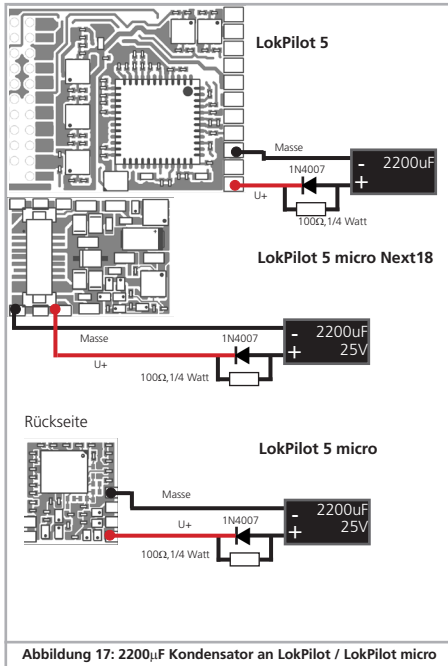 LokPilot 5
Masse
-
2200uF
1N4007
+
U+
100Ω,1/4 Watt
LokPilot 5 micro Next18
Masse
-
2200uF
1N4007
+
25V
U+
100Ω,1/4 Watt
Rückseite
LokPilot 5 micro
Masse
-
2200uF
U+
1N4007
+
25V
100Ω,1/4 Watt
Abbildung 17: 2200µF Kondensator an LokPilot / LokPilot micro